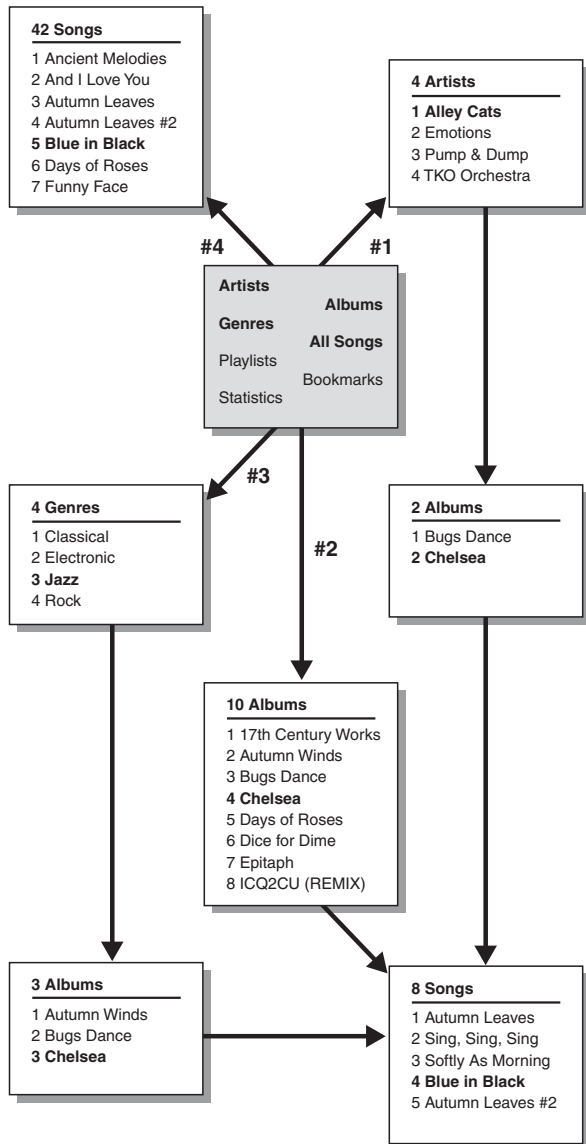 42 Songs
1 Ancient Melodies
2 And I Love You
3 Autumn Leaves
4 Autumn Leaves #2
5 Blue in Black
6 Days of Roses
7 Funny Face
4 Artists
1 Alley Cats
2 Emotions
3 Pump & Dump
4 TKO Orchestra
#4
#1
Artists
Genres
Playlists
Statistics
Albums
All Songs
Bookmarks
#3
#2
4 Genres
1 Classical
2 Electronic
3 Jazz
4 Rock
2 Albums
1 Bugs Dance
2 Chelsea
10 Albums
1 17th Century Works
2 Autumn Winds
3 Bugs Dance
4 Chelsea
5 Days of Roses
6 Dice for Dime
7 Epitaph
8 ICQ2CU (REMIX)
3 Albums
1 Autumn Winds
2 Bugs Dance
3 Chelsea
8 Songs
1 Autumn Leaves
2 Sing, Sing, Sing
3 Softly As Morning
4 Blue in Black
5 Autumn Leaves #2